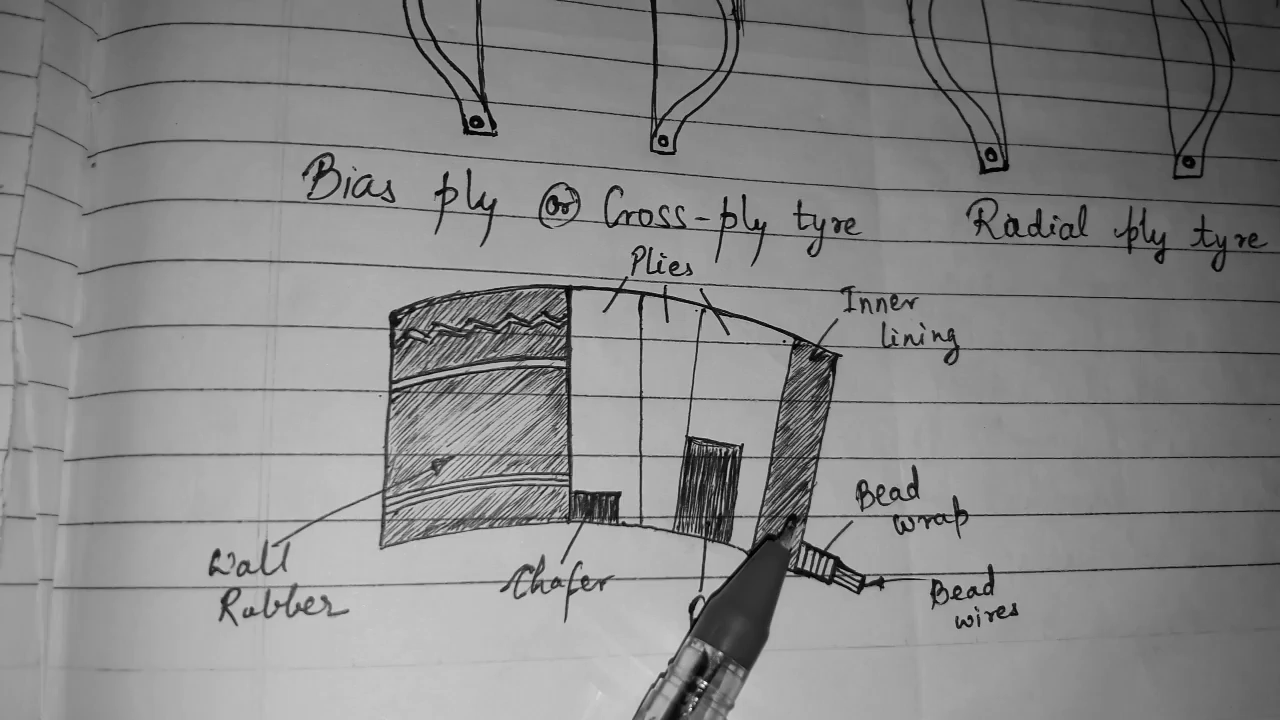 Bias ply or Cross-ply tyre
Radial ply tyre
Plies
Inner
lining
Bead
wrap
Wall
Rubber
Chafer
Bead
wires